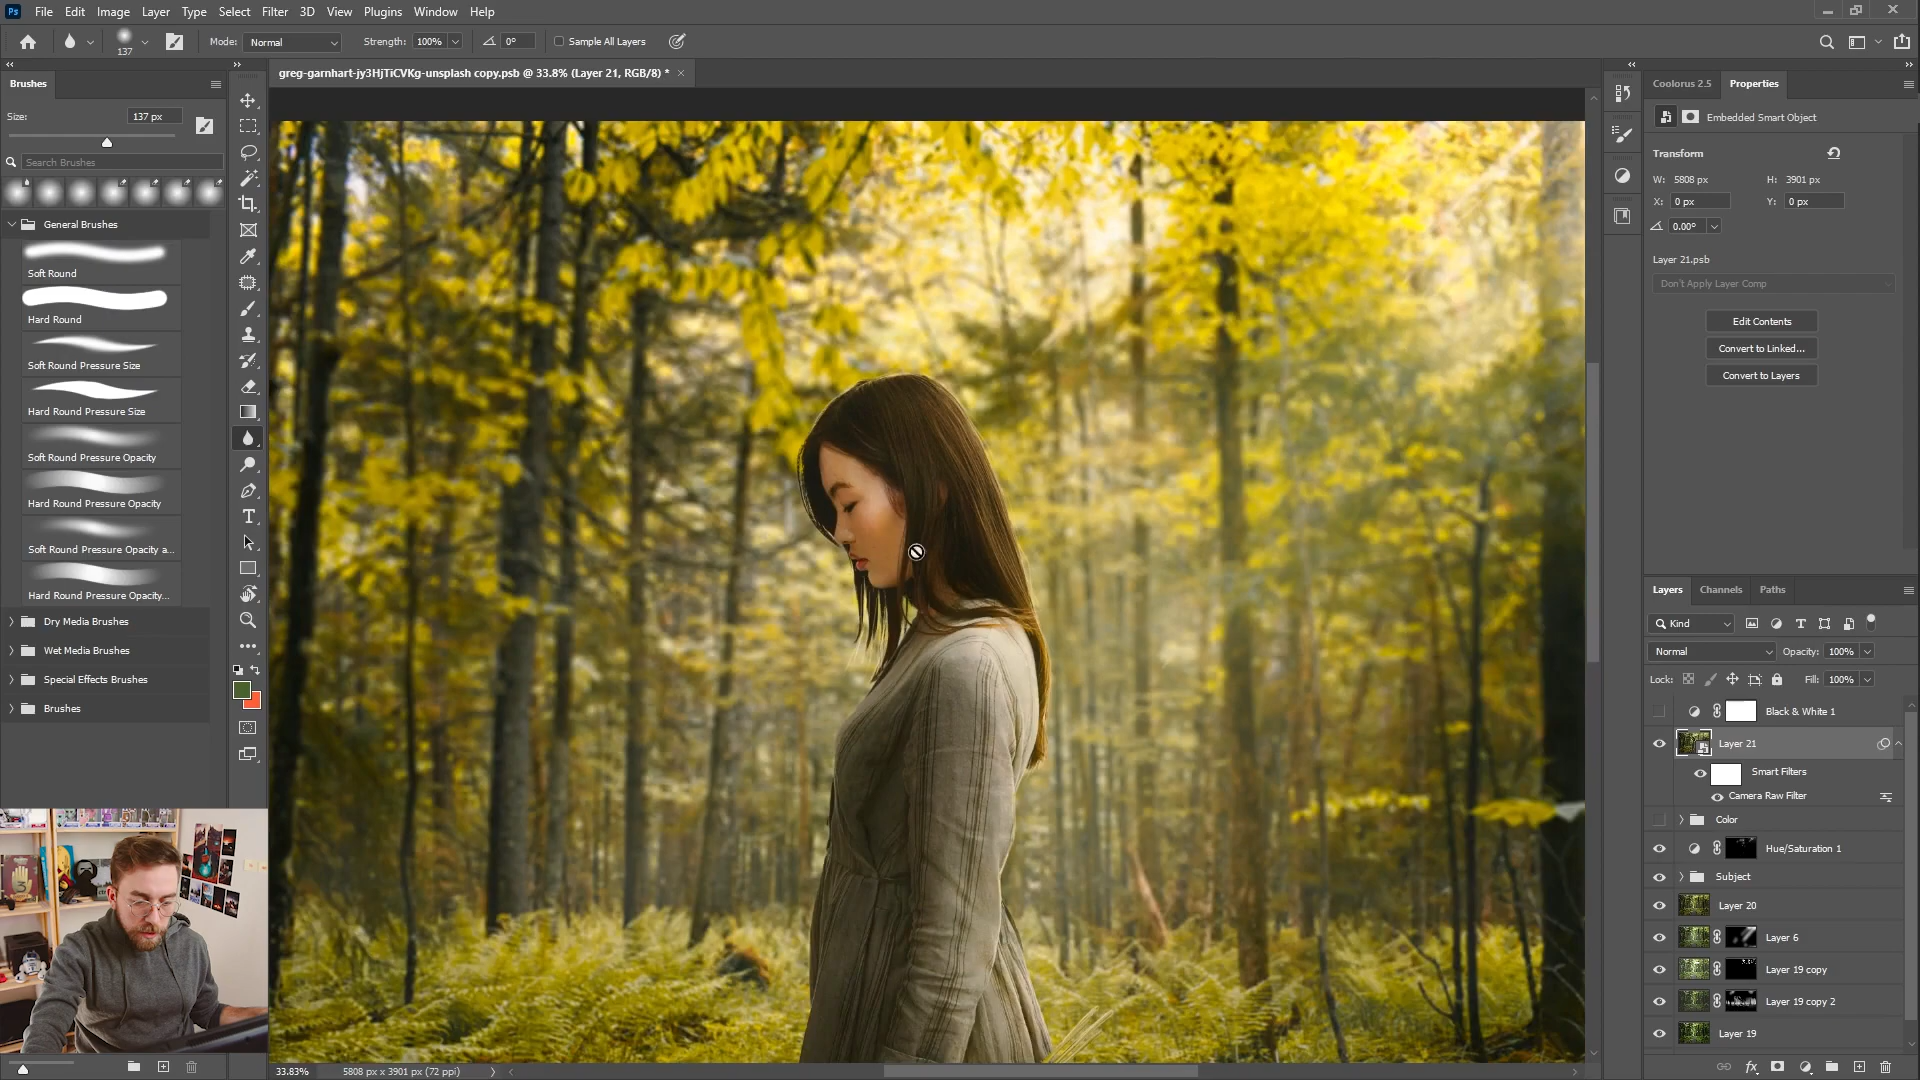 Ps File Edit Image Layer Type Select Filter 3D View Plugins Window Help
137 Mode: Normal Strength: 100% 0° Sample All Layers
greg-garnhart-jy3HjTiCVKg-unsplash copy.psb @ 33.8% (Layer 21, RGB/8) *
Brushes
Size: 137 px
Search Brushes
General Brushes
Soft Round
Hard Round
Soft Round Pressure Size
Hard Round Pressure Size
Soft Round Pressure Opacity
Hard Round Pressure Opacity
Soft Round Pressure Opacity a...
Hard Round Pressure Opacity...
Dry Media Brushes
Wet Media Brushes
Special Effects Brushes
Brushes
33.83% 5808 px x 3901 px (72 ppi)
Coolorus 2.5 Properties
Embedded Smart Object
Transform
W: 5808 px H: 3901 px
X: 0 px Y: 0 px
0.00°
Layer 21.psb
Don't Apply Layer Comp
Edit Contents
Convert to Linked...
Convert to Layers
Layers Channels Paths
Kind
Normal Opacity: 100%
Lock: Fill: 100%
Black & White 1
Layer 21
Smart Filters
Camera Raw Filter
Color
Hue/Saturation 1
Subject
Layer 20
Layer 6
Layer 19 copy
Layer 19 copy 2
Layer 19
fx